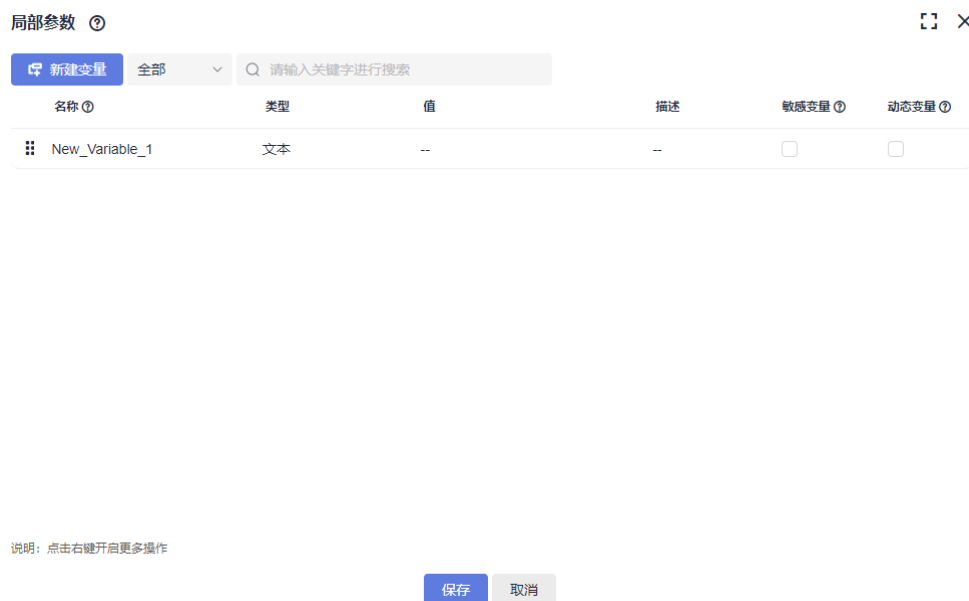 局部参数
新建变量 全部 请输入关键字进行搜索
名称 类型 值 描述 敏感变量 动态变量
New_Variable_1 文本 -- --
说明：点击右键开启更多操作
保存 取消